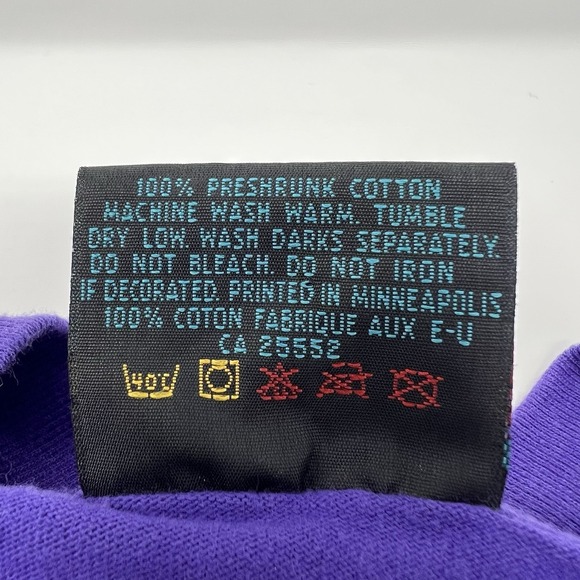 100% PRESHRUNK COTTON
MACHINE WASH WARM. TUMBLE
DRY LOW. WASH DARKS SEPARATELY.
DO NOT BLEACH. DO NOT IRON
IF DECORATED. PRINTED IN MINNEAPOLIS
100% COTON FABRIQUE AUX E-U
CA 25552
40C